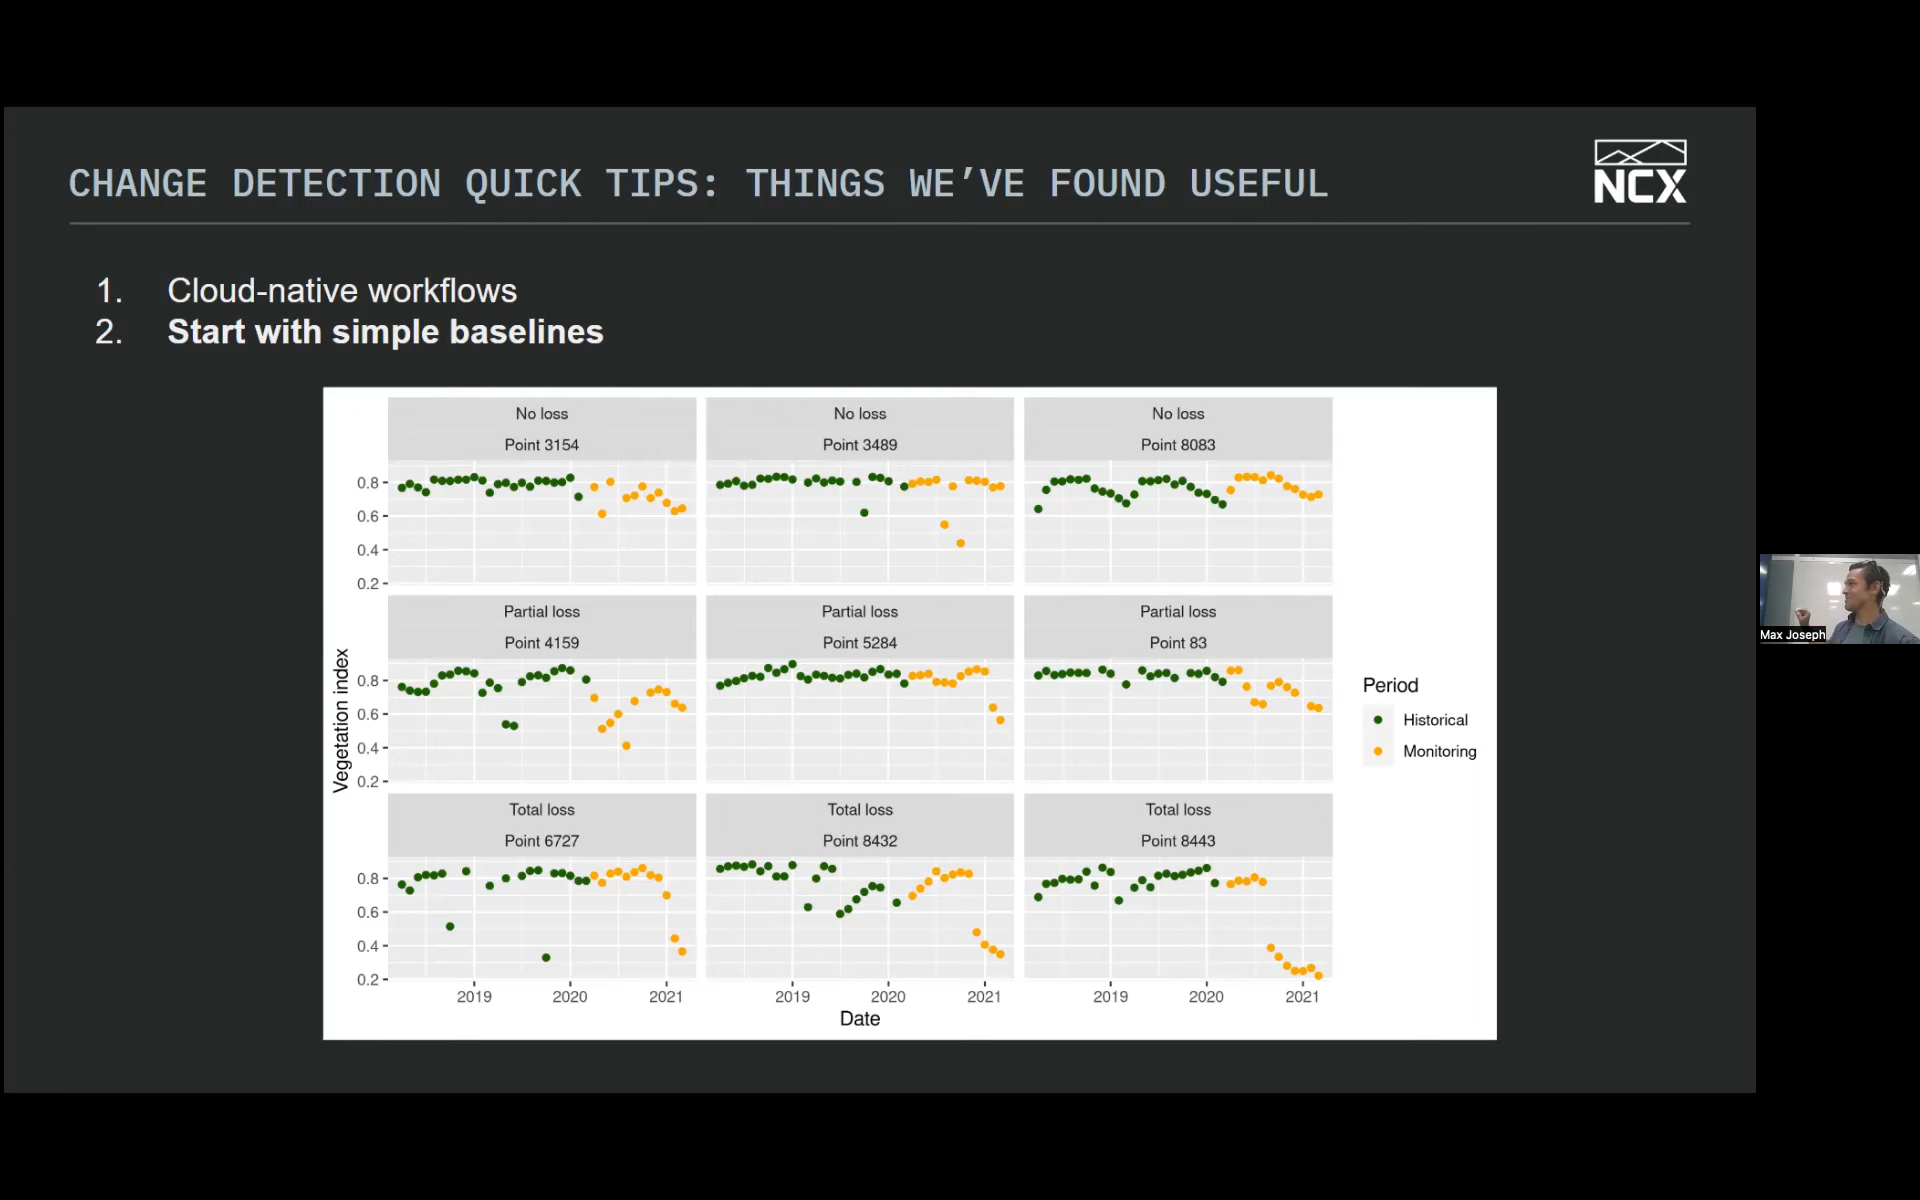 CHANGE DETECTION QUICK TIPS: THINGS WE’VE FOUND USEFUL
NCX
1. Cloud-native workflows
2. Start with simple baselines
No loss
Point 3154
No loss
Point 3489
No loss
Point 8083
0.8
0.6
0.4
0.2
Partial loss
Point 4159
Partial loss
Point 5284
Partial loss
Point 83
0.8
0.6
0.4
0.2
Total loss
Point 6727
Total loss
Point 8432
Total loss
Point 8443
0.8
0.6
0.4
0.2
2019 2020 2021
2019 2020 2021
2019 2020 2021
Vegetation index
Date
Period
Historical
Monitoring
Max Joseph